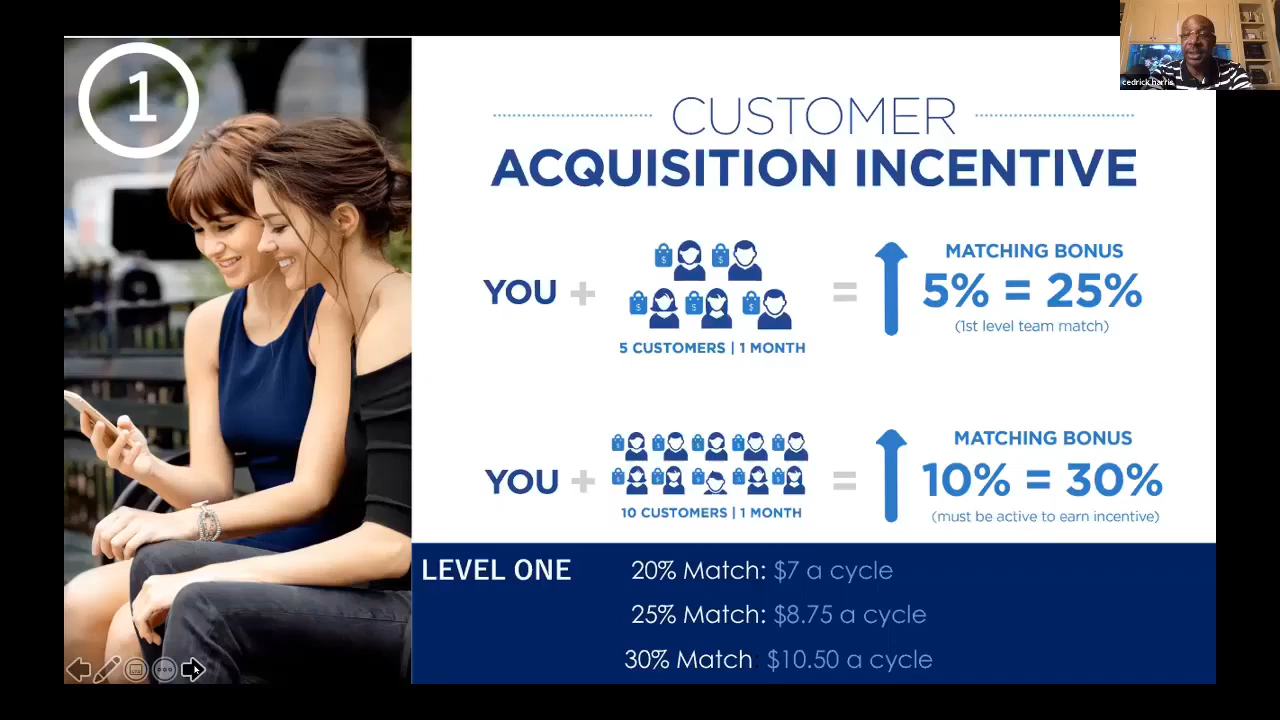 1
cedrick harris
CUSTOMER
ACQUISITION INCENTIVE
YOU + = MATCHING BONUS
5% = 25%
(1st level team match)
5 CUSTOMERS | 1 MONTH
YOU + = MATCHING BONUS
10% = 30%
(must be active to earn incentive)
10 CUSTOMERS | 1 MONTH
LEVEL ONE
20% Match: $7 a cycle
25% Match: $8.75 a cycle
30% Match: $10.50 a cycle